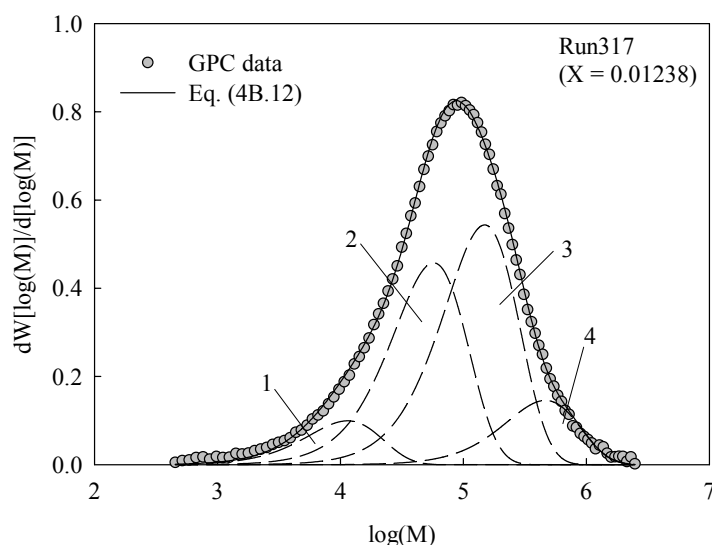 1.0
0.8
0.6
0.4
0.2
0.0
dW[log(M)]/d[log(M)]
GPC data
Eq. (4B.12)
Run317
(X = 0.01238)
1
2
3
4
2 3 4 5 6 7
log(M)